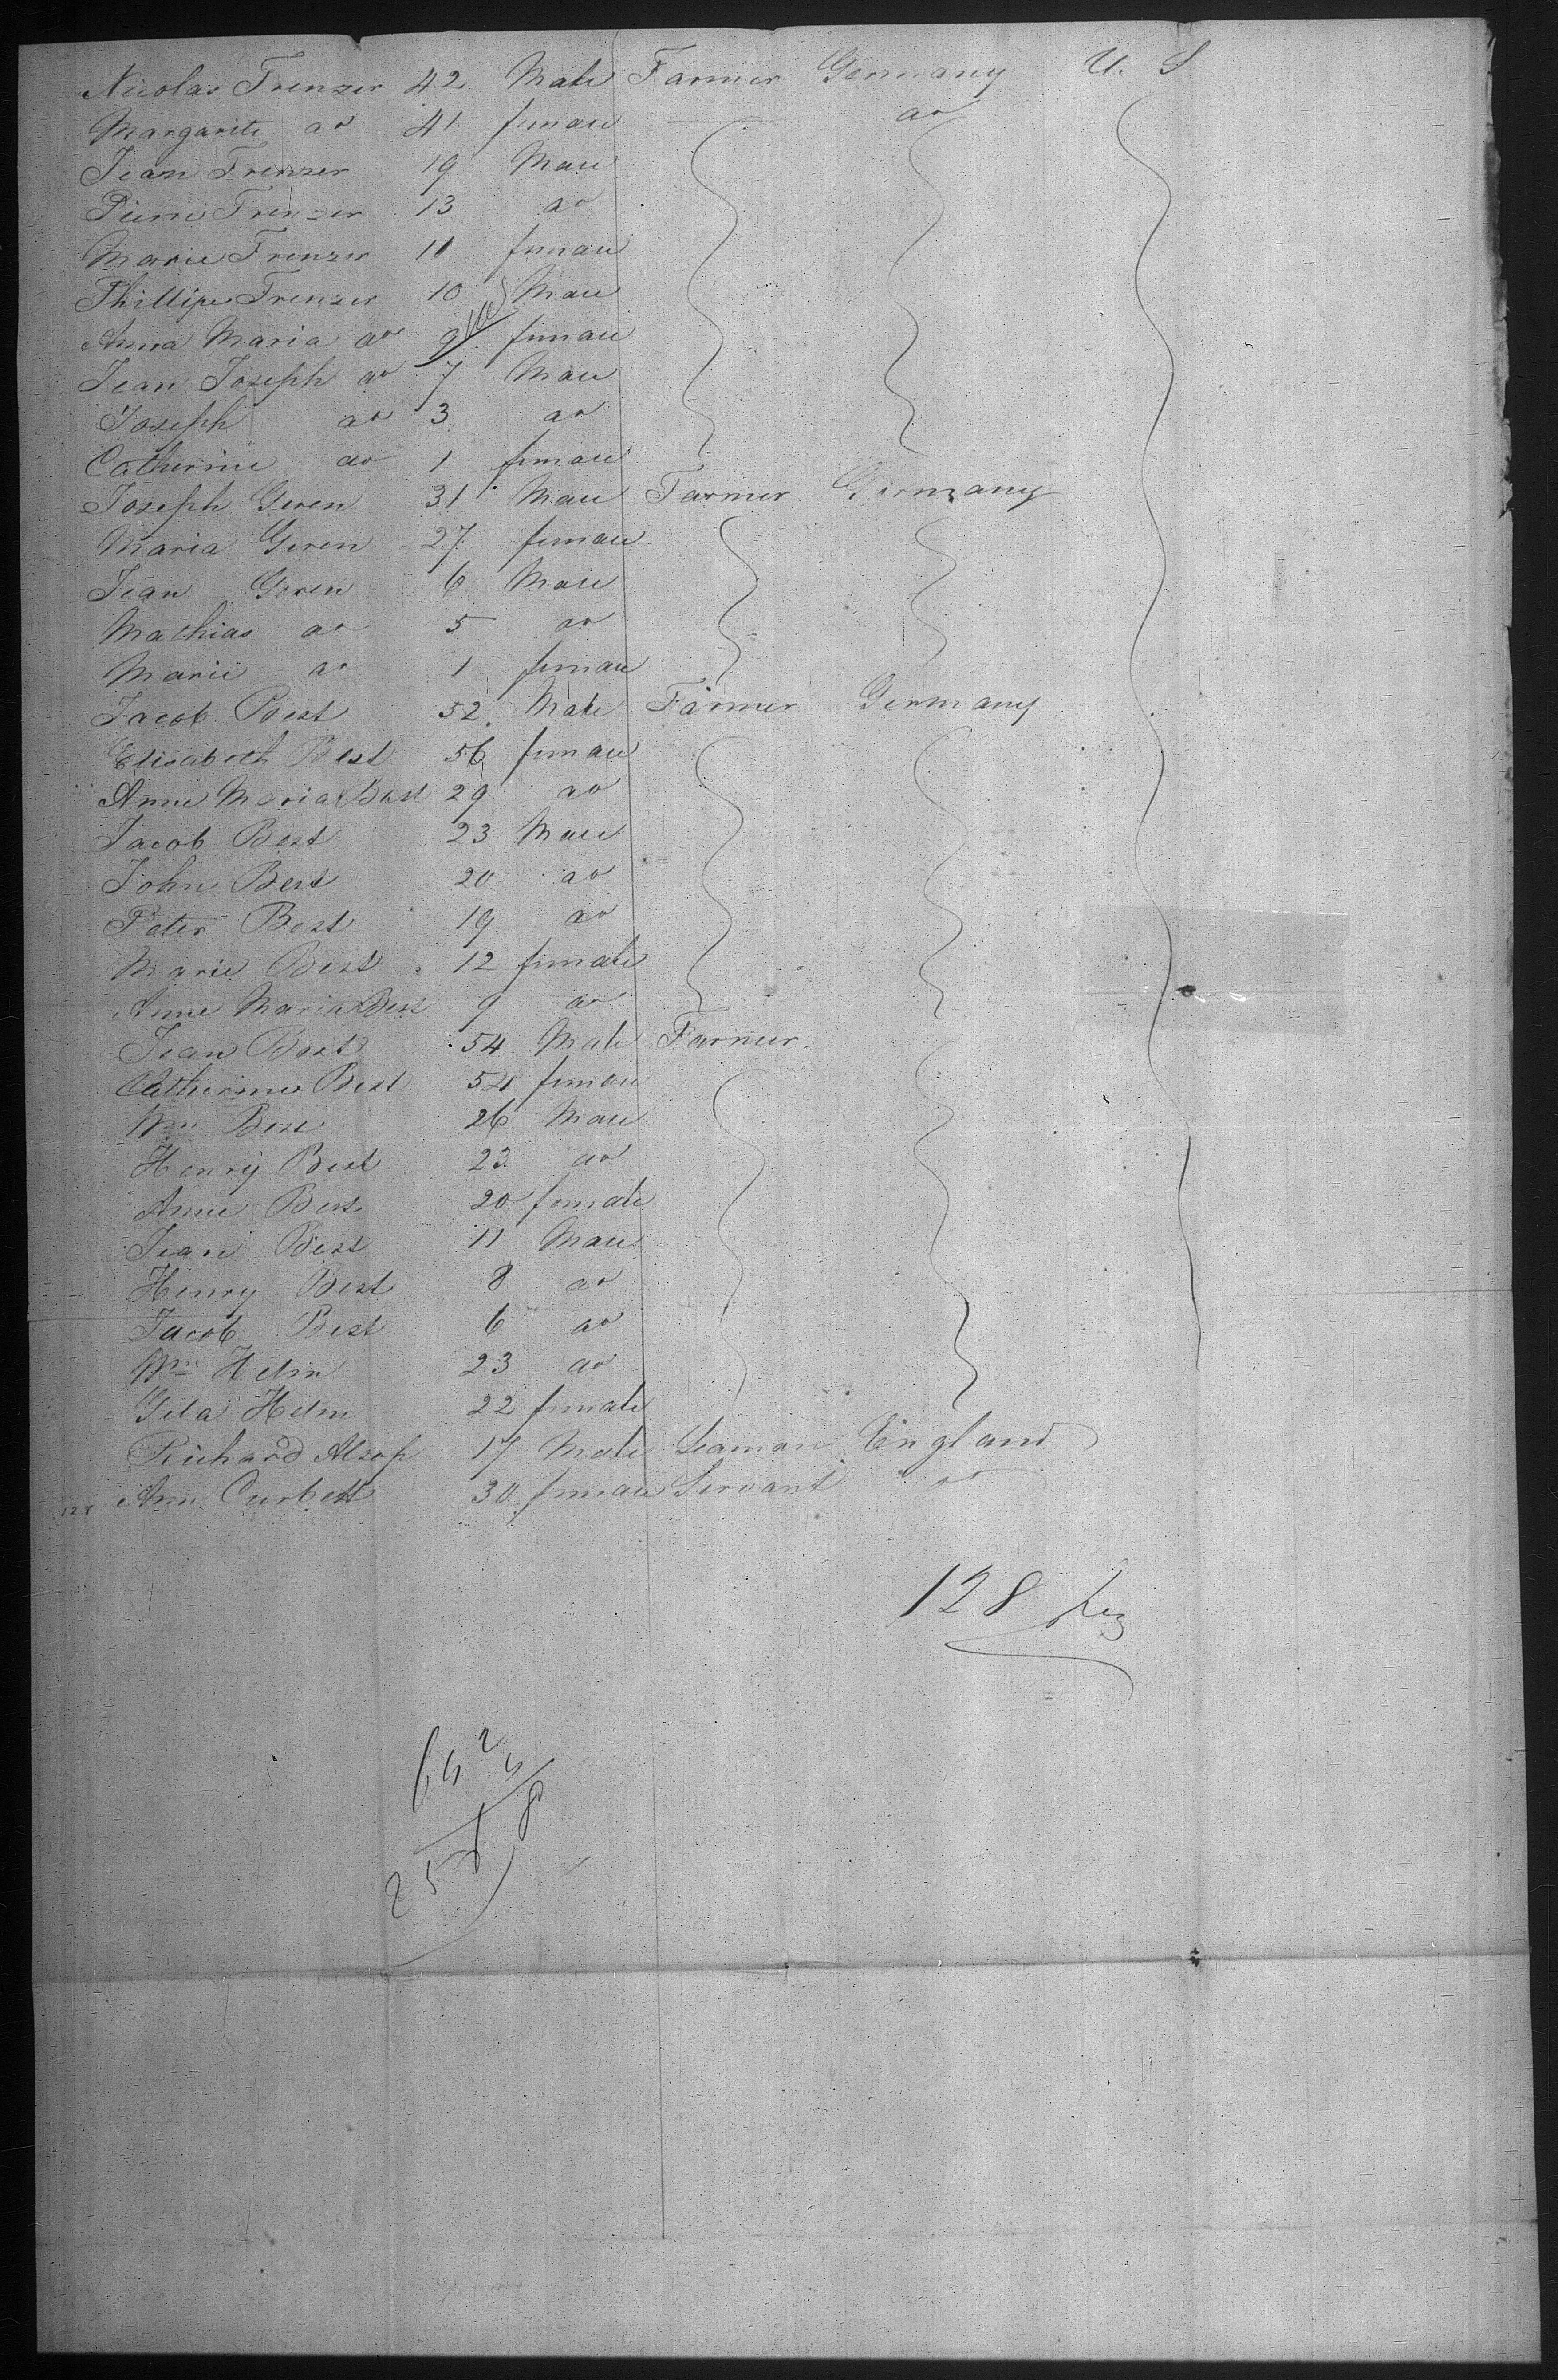 Nicolas Frenzer 42 Male Farmer Germany U. S
Margarite do 41 female do
Jean Frenzer 19 Male
Pierre Frenzer 13 do
Marie Frenzer 11 female
Phillipe Frenzer 10 Male
Anna Maria do 9 female
Jean Joseph do 7 Male
Joseph do 3 do
Catherine do 1 female
Joseph Geren 31 Male Farmer Germany
Maria Geren 27 female
Jean Geren 6 Male
Mathias do 5 do
Marie do 1 female
Jacob Best 52 Male Farmer Germany
Elisabeth Best 56 female
Anne Maria Best 29 do
Jacob Best 23 Male
John Best 20 do
Peter Best 19 do
Marie Best 12 female
Anne Maria Best 9 do
Jean Best 54 Male Farmer
Catherine Best 54 female
Wm Best 26 Male
Henry Best 23 do
Anne Best 20 female
Jean Best 11 Male
Henry Best 8 do
Jacob Best 6 do
Wm Helm 23 do
Helm 22 female
Richard Alsop 17 Male Seaman England
128 Ann Curbett 30 female Servant do
128